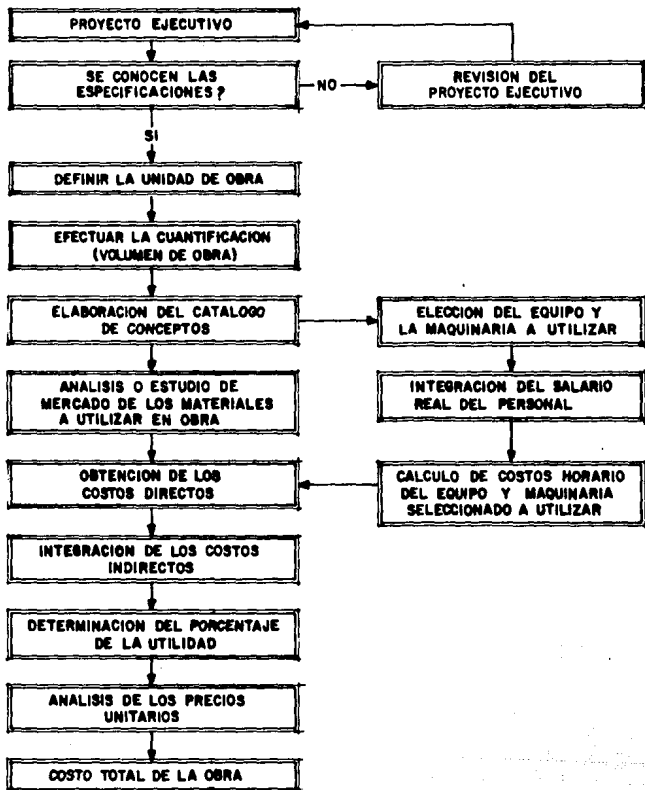 PROYECTO EJECUTIVO
SE CONOCEN LAS
ESPECIFICACIONES?
NO
REVISION DEL
PROYECTO EJECUTIVO
SI
DEFINIR LA UNIDAD DE OBRA
EFECTUAR LA CUANTIFICACION
(VOLUMEN DE OBRA)
ELABORACION DEL CATALOGO
DE CONCEPTOS
ELECCION DEL EQUIPO Y
LA MAQUINARIA A UTILIZAR
ANALISIS O ESTUDIO DE
MERCADO DE LOS MATERIALES
A UTILIZAR EN OBRA
INTEGRACION DEL SALARIO
REAL DEL PERSONAL
OBTENCION DE LOS
COSTOS DIRECTOS
CALCULO DE COSTOS HORARIO
DEL EQUIPO Y MAQUINARIA
SELECCIONADO A UTILIZAR
INTEGRACION DE LOS COSTOS
INDIRECTOS
DETERMINACION DEL PORCENTAJE
DE LA UTILIDAD
ANALISIS DE LOS PRECIOS
UNITARIOS
COSTO TOTAL DE LA OBRA